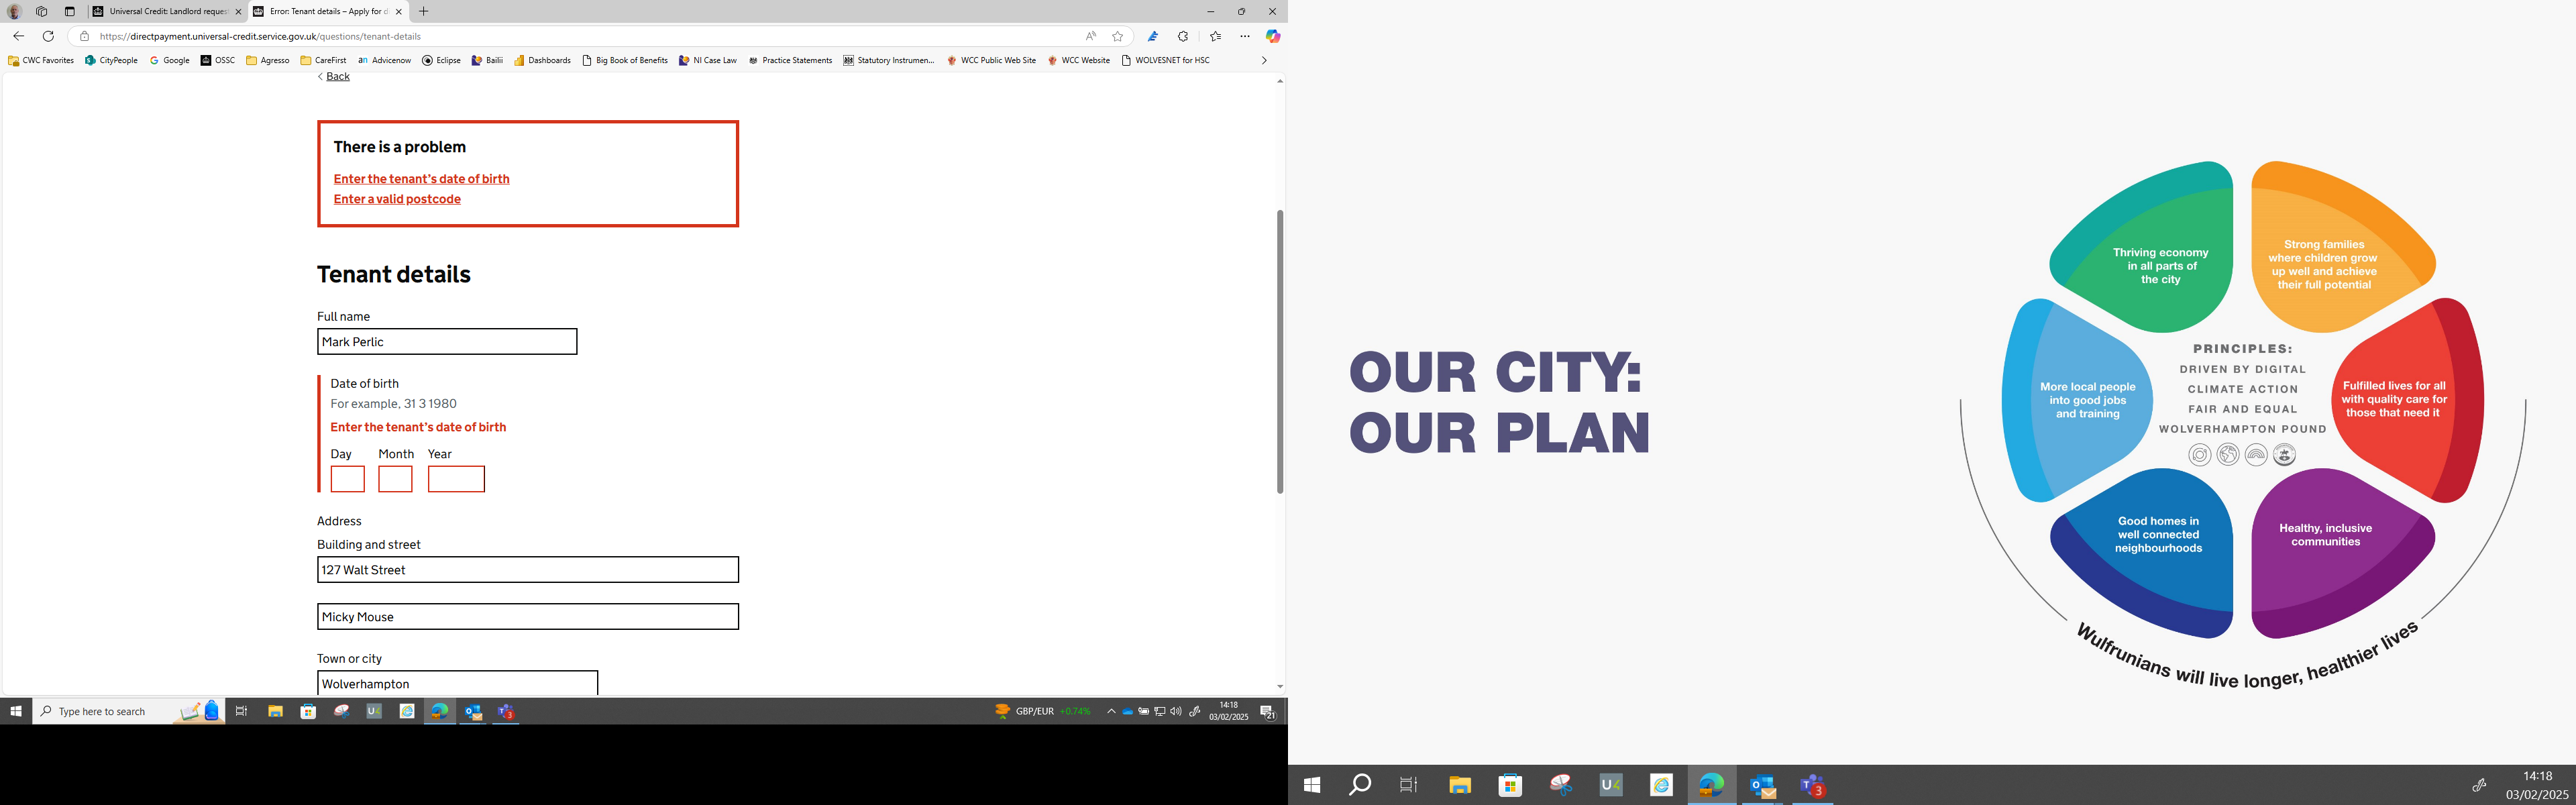 Universal Credit: Landlord reques
Error: Tenant details – Apply for d
https://directpayment.universal-credit.service.gov.uk/questions/tenant-details
CWC Favorites
CityPeople
Google
OSSC
Agresso
CareFirst
an Advicenow
Eclipse
Bailii
Dashboards
Big Book of Benefits
NI Case Law
Practice Statements
Statutory Instrumen...
WCC Public Web Site
WCC Website
WOLVESNET for HSC
Back
There is a problem
Enter the tenant's date of birth
Enter a valid postcode
Tenant details
Full name
Mark Perlic
Date of birth
For example, 31 3 1980
Enter the tenant's date of birth
Day Month Year
Address
Building and street
127 Walt Street
Micky Mouse
Town or city
Wolverhampton
Type here to search
U4
3
GBP/EUR +0.74%
14:18
03/02/2025
21
OUR CITY:
OUR PLAN
Thriving economy
in all parts of
the city
Strong families
where children grow
up well and achieve
their full potential
More local people
into good jobs
and training
PRINCIPLES:
DRIVEN BY DIGITAL
CLIMATE ACTION
FAIR AND EQUAL
WOLVERHAMPTON POUND
Fulfilled lives for all
with quality care for
those that need it
Good homes in
well connected
neighbourhoods
Healthy, inclusive
communities
Wulfrunians will live longer, healthier lives
U4
3
14:18
03/02/2025